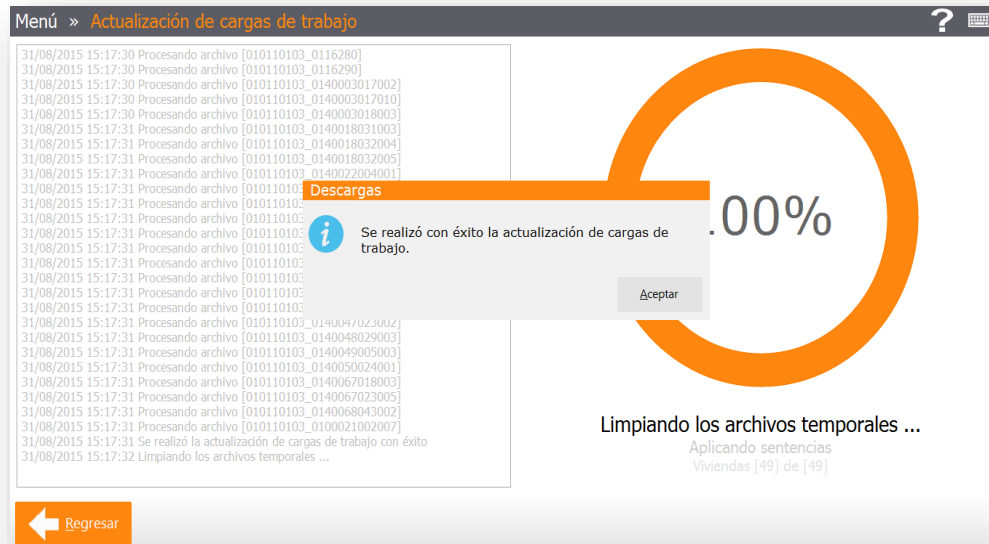 Menú » Actualización de cargas de trabajo
31/08/2015 15:17:30 Procesando archivo [010110103_0116280]
31/08/2015 15:17:30 Procesando archivo [010110103_0116290]
31/08/2015 15:17:30 Procesando archivo [010110103_0140003017002]
31/08/2015 15:17:30 Procesando archivo [010110103_0140003017010]
31/08/2015 15:17:30 Procesando archivo [010110103_0140003018003]
31/08/2015 15:17:31 Procesando archivo [010110103_0140018031003]
31/08/2015 15:17:31 Procesando archivo [010110103_0140018032004]
31/08/2015 15:17:31 Procesando archivo [010110103_0140018032005]
31/08/2015 15:17:31 Procesando archivo [010110103_0140022004001]
31/08/2015 15:17:31 Procesando archivo [010110103
31/08/2015 15:17:31 Procesando archivo [010110103
31/08/2015 15:17:31 Procesando archivo [010110103
31/08/2015 15:17:31 Procesando archivo [010110103
31/08/2015 15:17:31 Procesando archivo [010110103
31/08/2015 15:17:31 Procesando archivo [010110103
31/08/2015 15:17:31 Procesando archivo [010110103
31/08/2015 15:17:31 Procesando archivo [010110103
31/08/2015 15:17:31 Procesando archivo [010110103
31/08/2015 15:17:31 Procesando archivo [010110103_0140047023002]
31/08/2015 15:17:31 Procesando archivo [010110103_0140048029003]
31/08/2015 15:17:31 Procesando archivo [010110103_0140049005003]
31/08/2015 15:17:31 Procesando archivo [010110103_0140050024001]
31/08/2015 15:17:31 Procesando archivo [010110103_0140067018003]
31/08/2015 15:17:31 Procesando archivo [010110103_0140067023005]
31/08/2015 15:17:31 Procesando archivo [010110103_0140068043002]
31/08/2015 15:17:31 Procesando archivo [010110103_0100021002007]
31/08/2015 15:17:31 Se realizó la actualización de cargas de trabajo con éxito
31/08/2015 15:17:32 Limpiando los archivos temporales ...
Descargas
Se realizó con éxito la actualización de cargas de
trabajo.
Aceptar
00%
Limpiando los archivos temporales ...
Aplicando sentencias
Viviendas [49] de [49]
Regresar